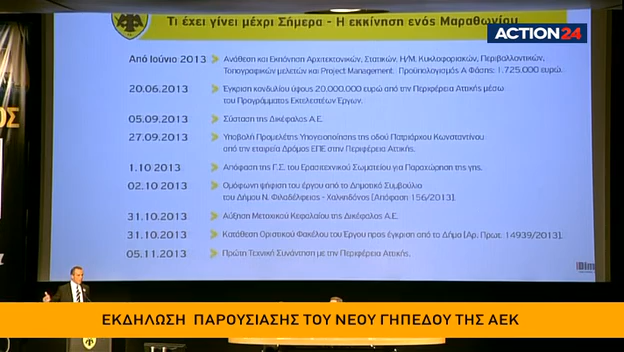 Τι έχει γίνει μέχρι Σήμερα - Η εκκίνηση ενός Μαραθωνίου
ACTION24
Από Ιούνιο 2013 Ανάθεση και Εκπόνηση Αρχιτεκτονικών, Στατικών, Η/Μ, Κυκλοφοριακών, Περιβαλλοντικών,
Τοπογραφικών μελετών και Project Management. Προϋπολογισμός Α Φάσης: 1.725.000 ευρώ.
20.06.2013 Έγκριση κονδυλίου ύψους 20.000.000 ευρώ από την Περιφέρεια Αττικής μέσω
του Προγράμματος Εκτελεστέων Έργων.
05.09.2013 Σύσταση της Δικέφαλος Α.Ε.
27.09.2013 Υποβολή Προμελέτης Υπογειοποίησης της οδού Πατριάρχου Κωνσταντίνου
από την εταιρεία Δρόμος ΕΠΕ στην Περιφέρεια Αττικής.
1.10 2013 Απόφαση της Γ.Σ. του Ερασιτεχνικού Σωματείου για Παραχώρηση της γης.
02.10 2013 Ομόφωνη ψήφιση του έργου από το Δημοτικό Συμβούλιο
του Δήμου Ν. Φιλαδέλφειας - Χαλκηδόνος (Απόφαση 156/2013).
31.10.2013 Αύξηση Μετοχικού Κεφαλαίου της Δικέφαλος Α.Ε.
31.10.2013 Κατάθεση Οριστικού Φακέλου του Έργου προς έγκριση από το Δήμο (Αρ. Πρωτ. 14939/2013).
05.11.2013 Πρώτη Τεχνική Συνάντηση με την Περιφέρεια Αττικής.
ΕΚΔΗΛΩΣΗ ΠΑΡΟΥΣΙΑΣΗΣ ΤΟΥ ΝΕΟΥ ΓΗΠΕΔΟΥ ΤΗΣ ΑΕΚ